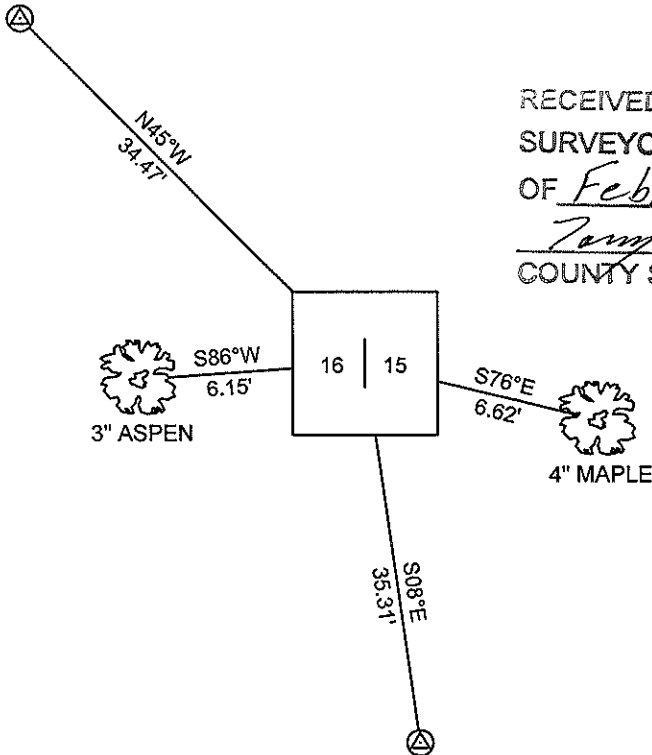 N45°W
34.47'
RECEIVED
OF Feb
COUNTY
S86°W
6.15'
16 | 15
S76°E
6.62'
3" ASPEN
4" MAPLE
S08°E
35.31'